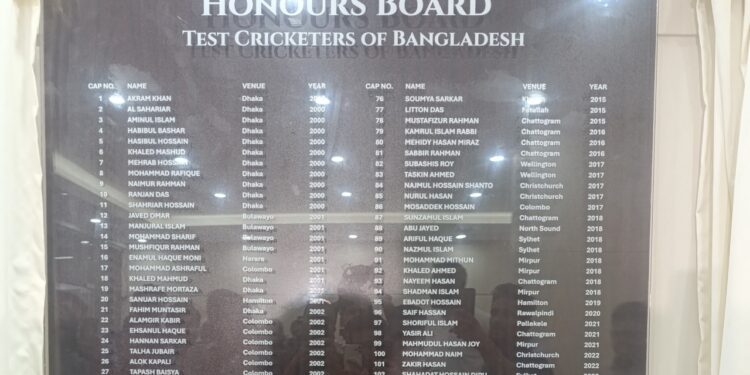 HONOURS BOARD
TEST CRICKETERS OF BANGLADESH
CAP NO. NAME VENUE YEAR
1 AKRAM KHAN Dhaka 2000
2 AL SAHARIAR Dhaka 2000
3 AMINUL ISLAM Dhaka 2000
4 HABIBUL BASHAR Dhaka 2000
5 HASIBUL HOSSAIN Dhaka 2000
6 KHALED MASHUD Dhaka 2000
7 MEHRAB HOSSAIN Dhaka 2000
8 MOHAMMAD RAFIQUE Dhaka 2000
9 NAIMUR RAHMAN Dhaka 2000
10 RANJAN DAS Dhaka 2000
11 SHAHRIAR HOSSAIN Dhaka 2000
12 JAVED OMAR Bulawayo 2001
13 MANJURAL ISLAM Bulawayo 2001
14 MOHAMMAD SHARIF Bulawayo 2001
15 MUSHFIQUR RAHMAN Bulawayo 2001
16 ENAMUL HAQUE MONI Harare 2001
17 MOHAMMAD ASHRAFUL Colombo 2001
18 KHALED MAHMUD Dhaka 2001
19 MASHRAFE MORTAZA Dhaka 2001
20 SANUAR HOSSAIN Hamilton 2001
21 FAHIM MUNTASIR Dhaka 2002
22 ALAMGIR KABIR Colombo 2002
23 EHSANUL HAQUE Colombo 2002
24 HANNAN SARKAR Colombo 2002
25 TALHA JUBAIR Colombo 2002
26 ALOK KAPALI Colombo 2002
27 TAPASH BAISYA Colombo 2002
CAP NO. NAME VENUE YEAR
76 SOUMYA SARKAR 2015
77 LITTON DAS Fatullah 2015
78 MUSTAFIZUR RAHMAN Chattogram 2015
79 KAMRUL ISLAM RABBI Chattogram 2016
80 MEHIDY HASAN MIRAZ Chattogram 2016
81 SABBIR RAHMAN Chattogram 2016
82 SUBASHIS ROY Wellington 2017
83 TASKIN AHMED Wellington 2017
84 NAJMUL HOSSAIN SHANTO Christchurch 2017
85 NURUL HASAN Christchurch 2017
86 MOSADDEK HOSSAIN Colombo 2017
87 SUNZAMUL ISLAM Chattogram 2018
88 ABU JAYED North Sound 2018
89 ARIFUL HAQUE Sylhet 2018
90 NAZMUL ISLAM Sylhet 2018
91 MOHAMMAD MITHUN Mirpur 2018
92 KHALED AHMED Mirpur 2018
93 NAYEEM HASAN Chattogram 2018
94 SHADMAN ISLAM Mirpur 2018
95 EBADOT HOSSAIN Hamilton 2019
96 SAIF HASSAN Rawalpindi 2020
97 SHORIFUL ISLAM Pallekele 2021
98 YASIR ALI Chattogram 2021
99 MAHMUDUL HASAN JOY Mirpur 2021
100 MOHAMMAD NAIM Christchurch 2022
101 ZAKIR HASAN Chattogram 2022
102 SHAHADAT HOSSAIN DIPU Sylhet